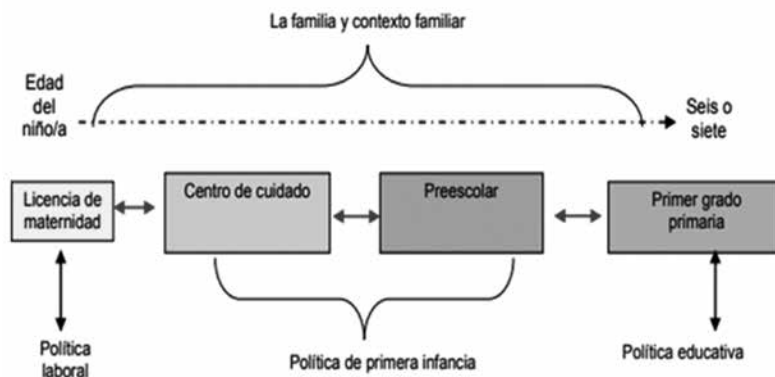 La familia y contexto familiar
Edad
del
niño/a
Seis o
siete
Licencia de
maternidad
Centro de cuidado
Preescolar
Primer grado
primaria
Política
laboral
Política de primera infancia
Política educativa